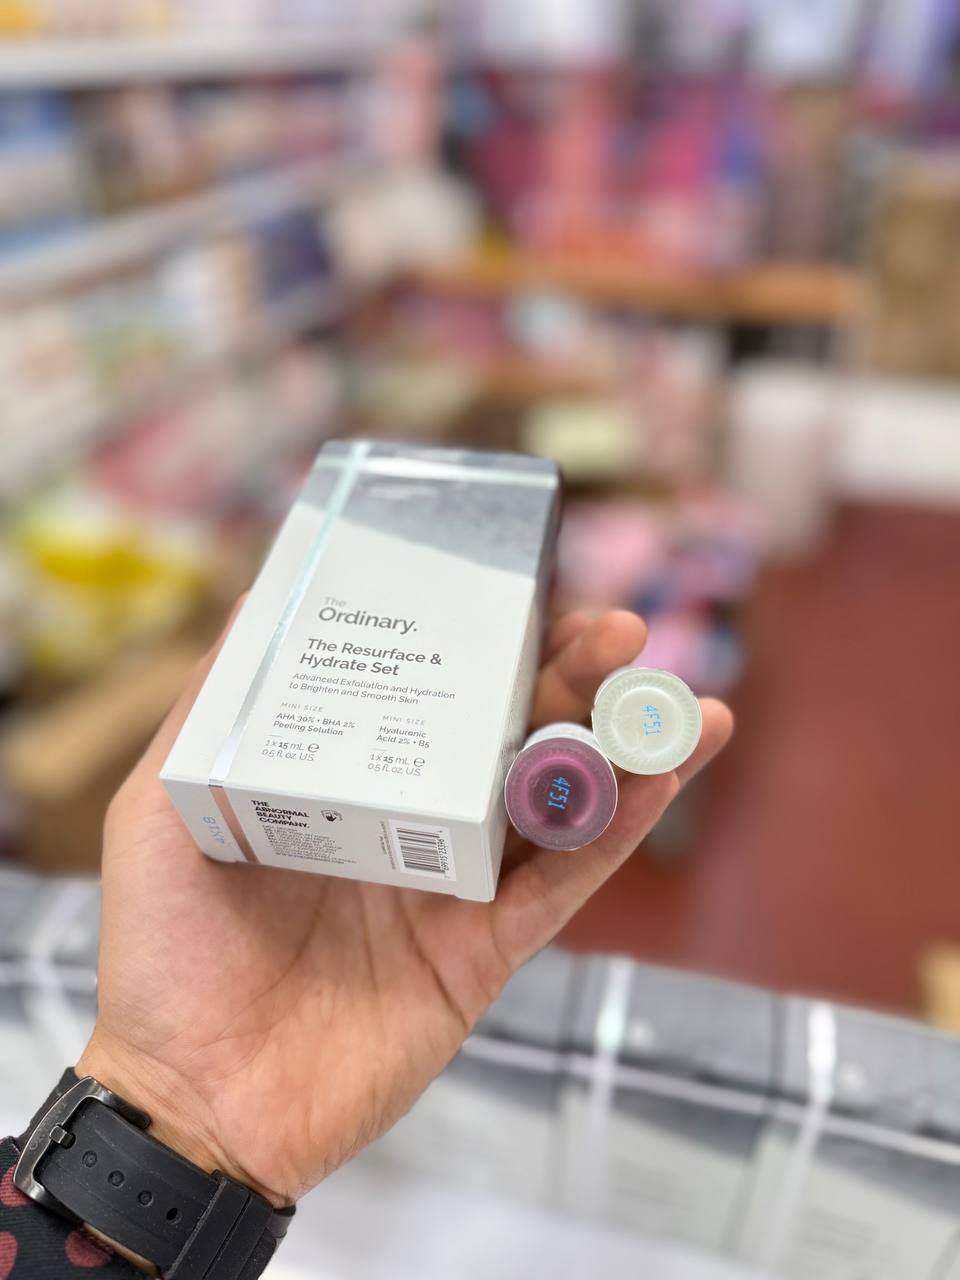 The
Ordinary.
The Resurface &
Hydrate Set
Advanced Exfoliation and Hydration
to Brighten and Smooth Skin
MINI SIZE
AHA 30% + BHA 2%
Peeling Solution
1 x 15 mL e
0.5 fl. oz. U.S.
MINI SIZE
Hyaluronic
Acid 2% + B5
1 x 15 mL e
0.5 fl. oz. U.S.
THE
ABNORMAL
BEAUTY
COMPANY.
4F51
4F51